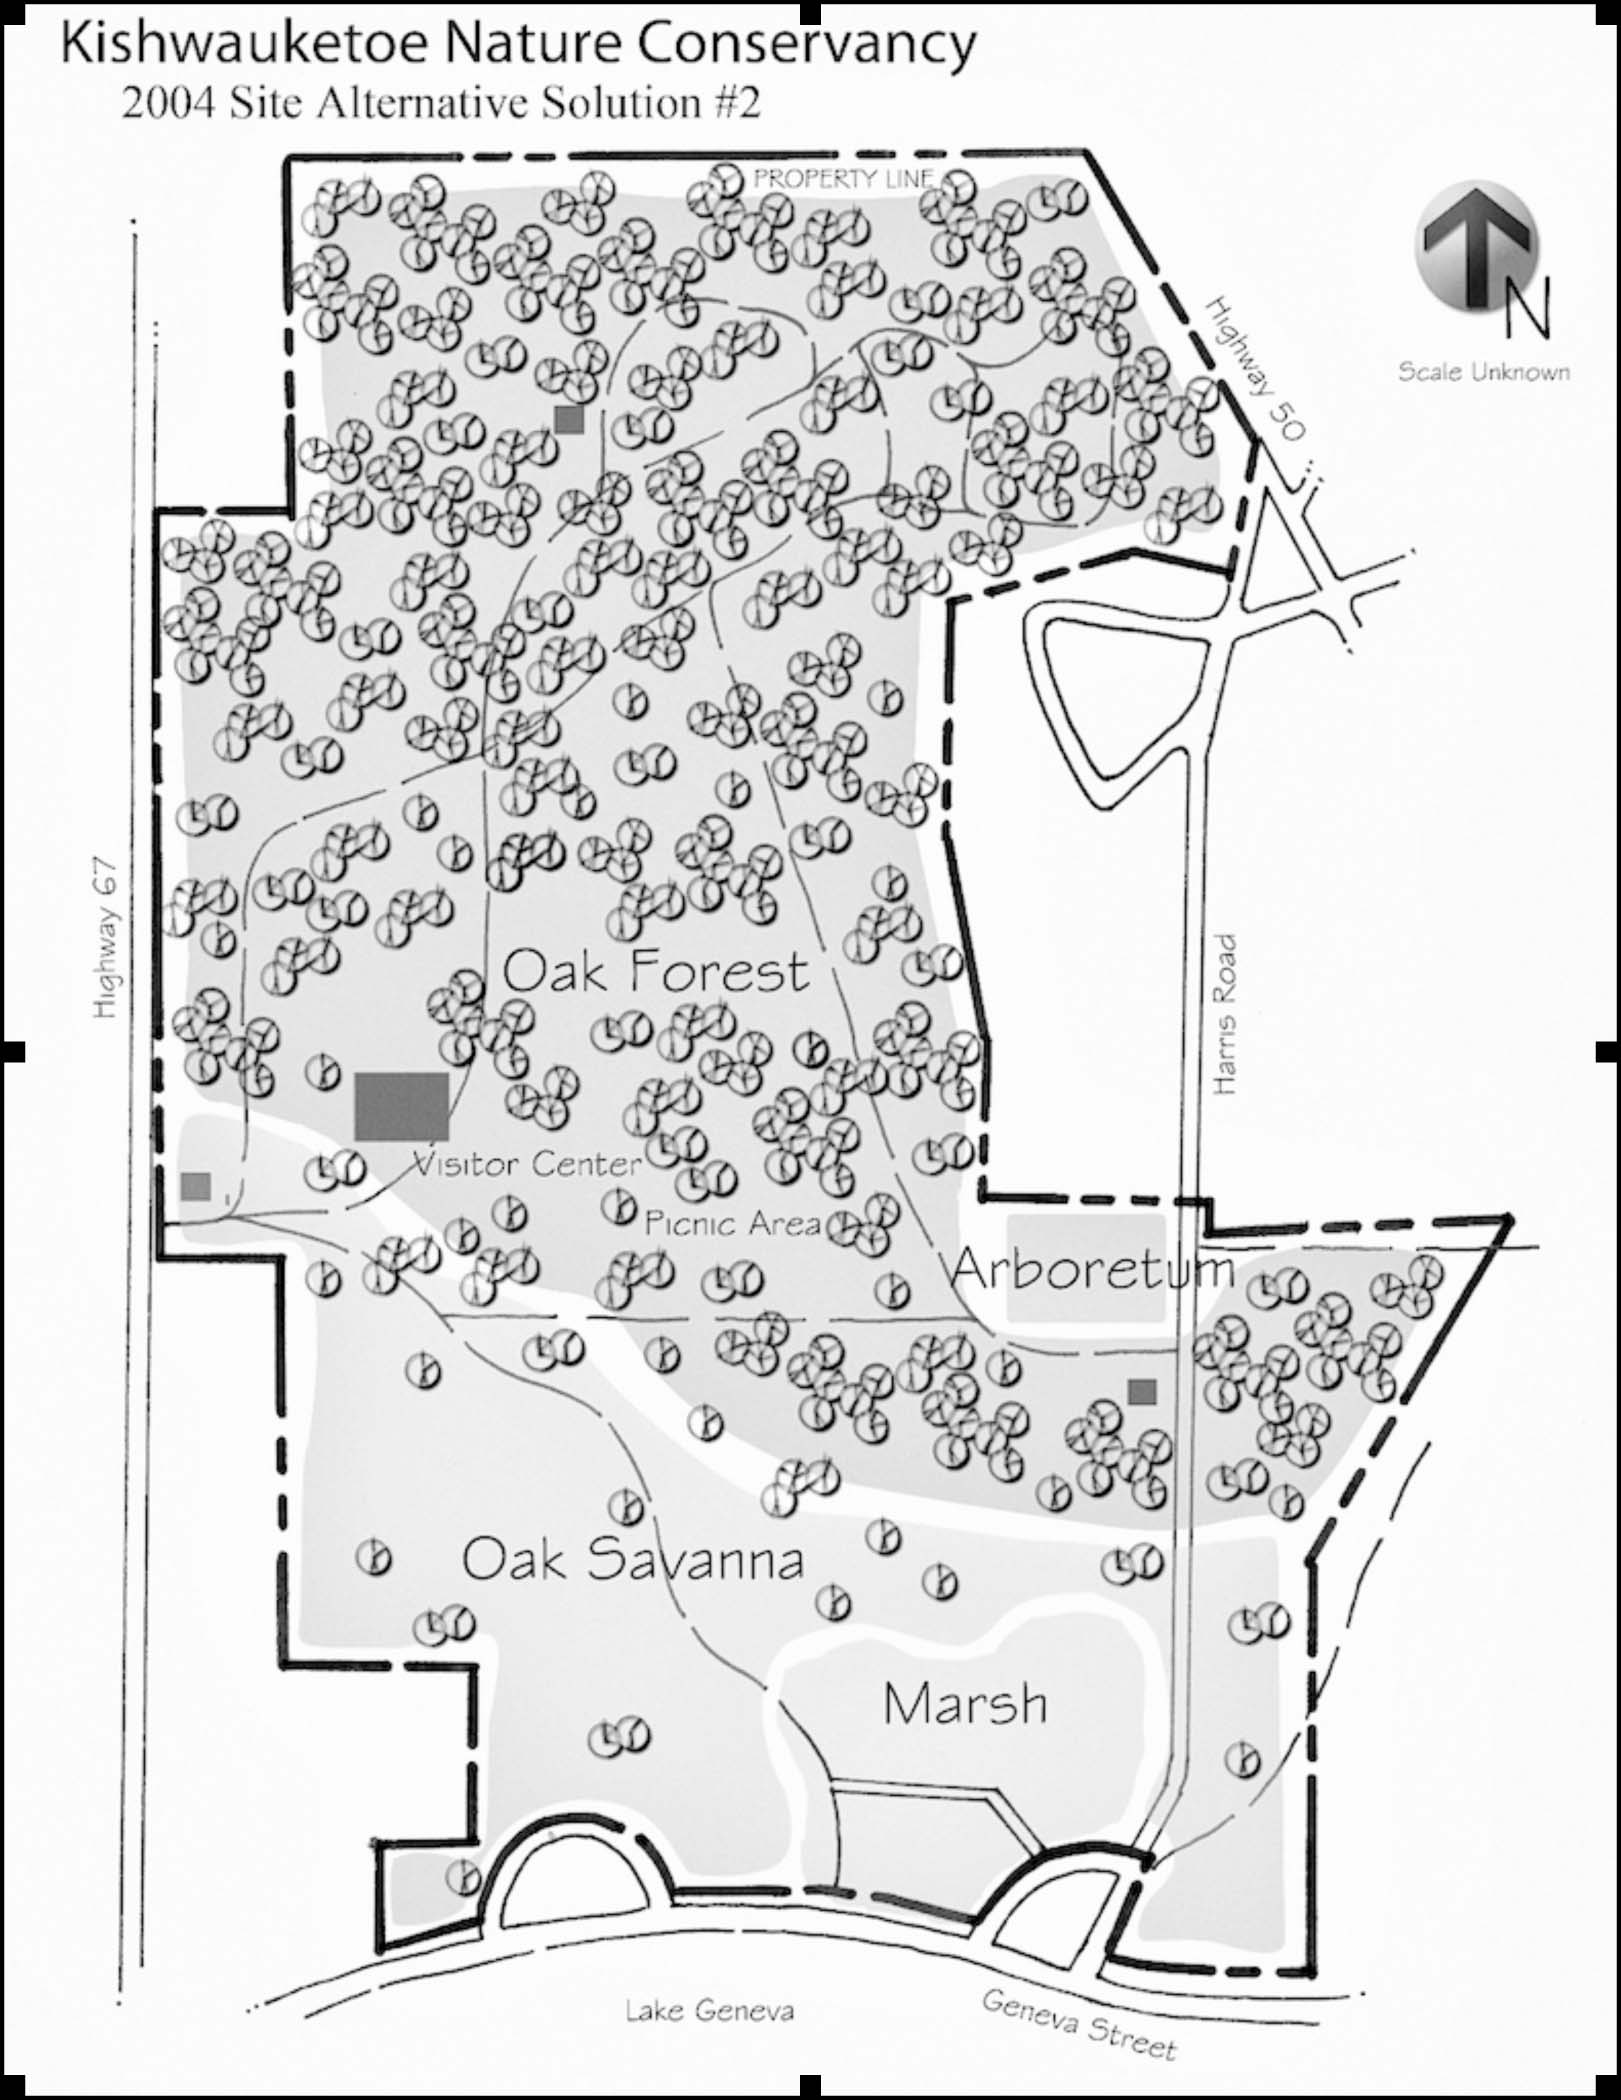 Kishwauketoe Nature Conservancy
2004 Site Alternative Solution #2
PROPERTY LINE
N
Scale Unknown
Highway 50
Highway 67
Oak Forest
Harris Road
Visitor Center
Picnic Area
Arboretum
Oak Savanna
Marsh
Lake Geneva
Geneva Street